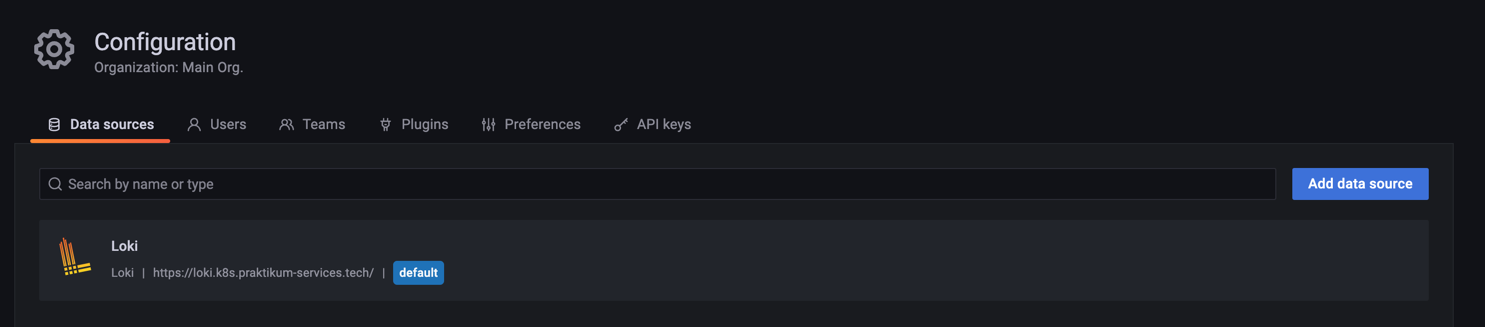 Configuration
Organization: Main Org.
Data sources Users Teams Plugins Preferences API keys
Search by name or type
Add data source
Loki
Loki | https://loki.k8s.praktikum-services.tech/ | default